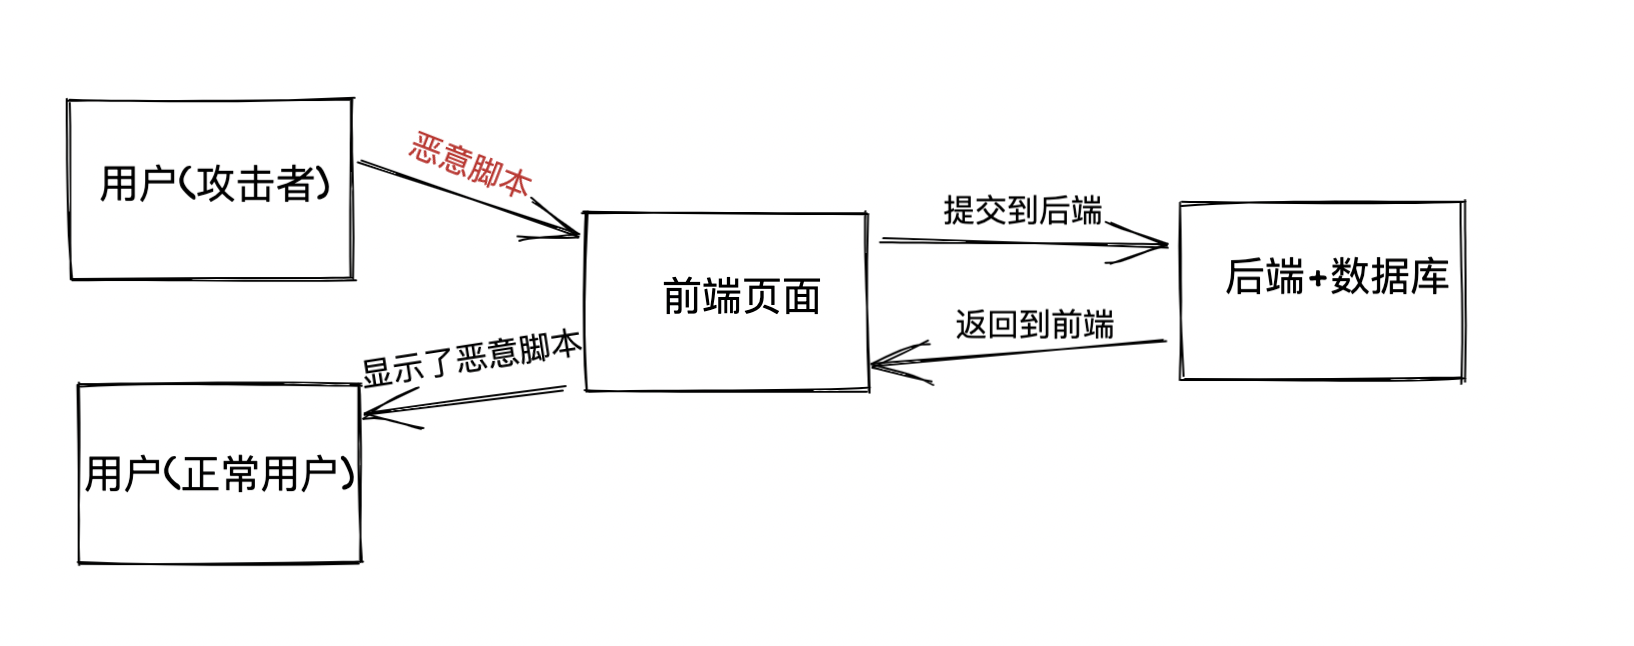 用户(攻击者)
恶意脚本
提交到后端
后端+数据库
前端页面
返回到前端
显示了恶意脚本
用户(正常用户)